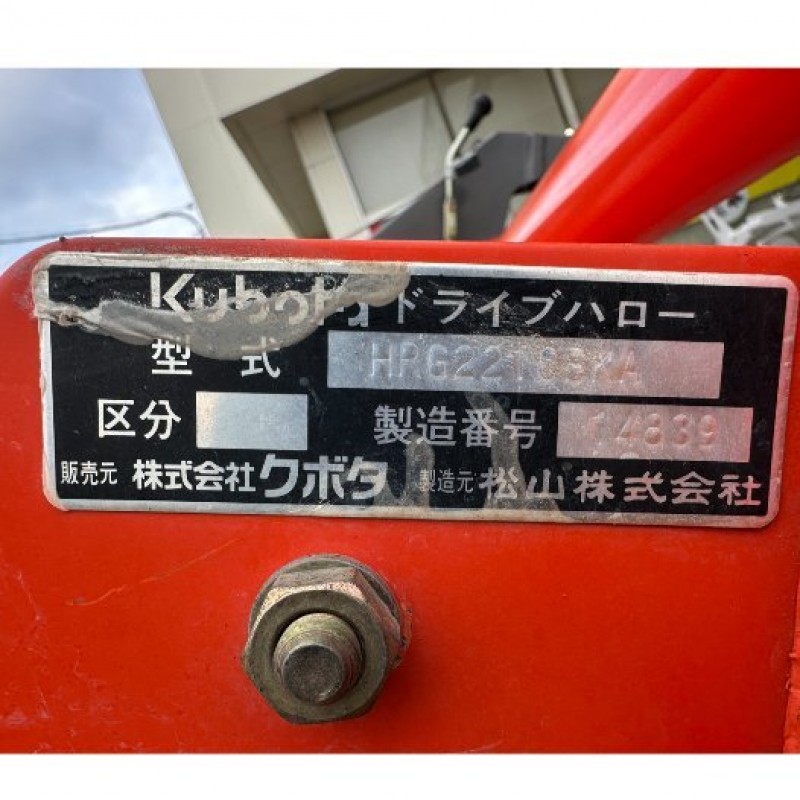 Kubota ドライブハロー
型式
区分 製造番号 14839
販売元 株式会社クボタ 製造元 松山株式会社